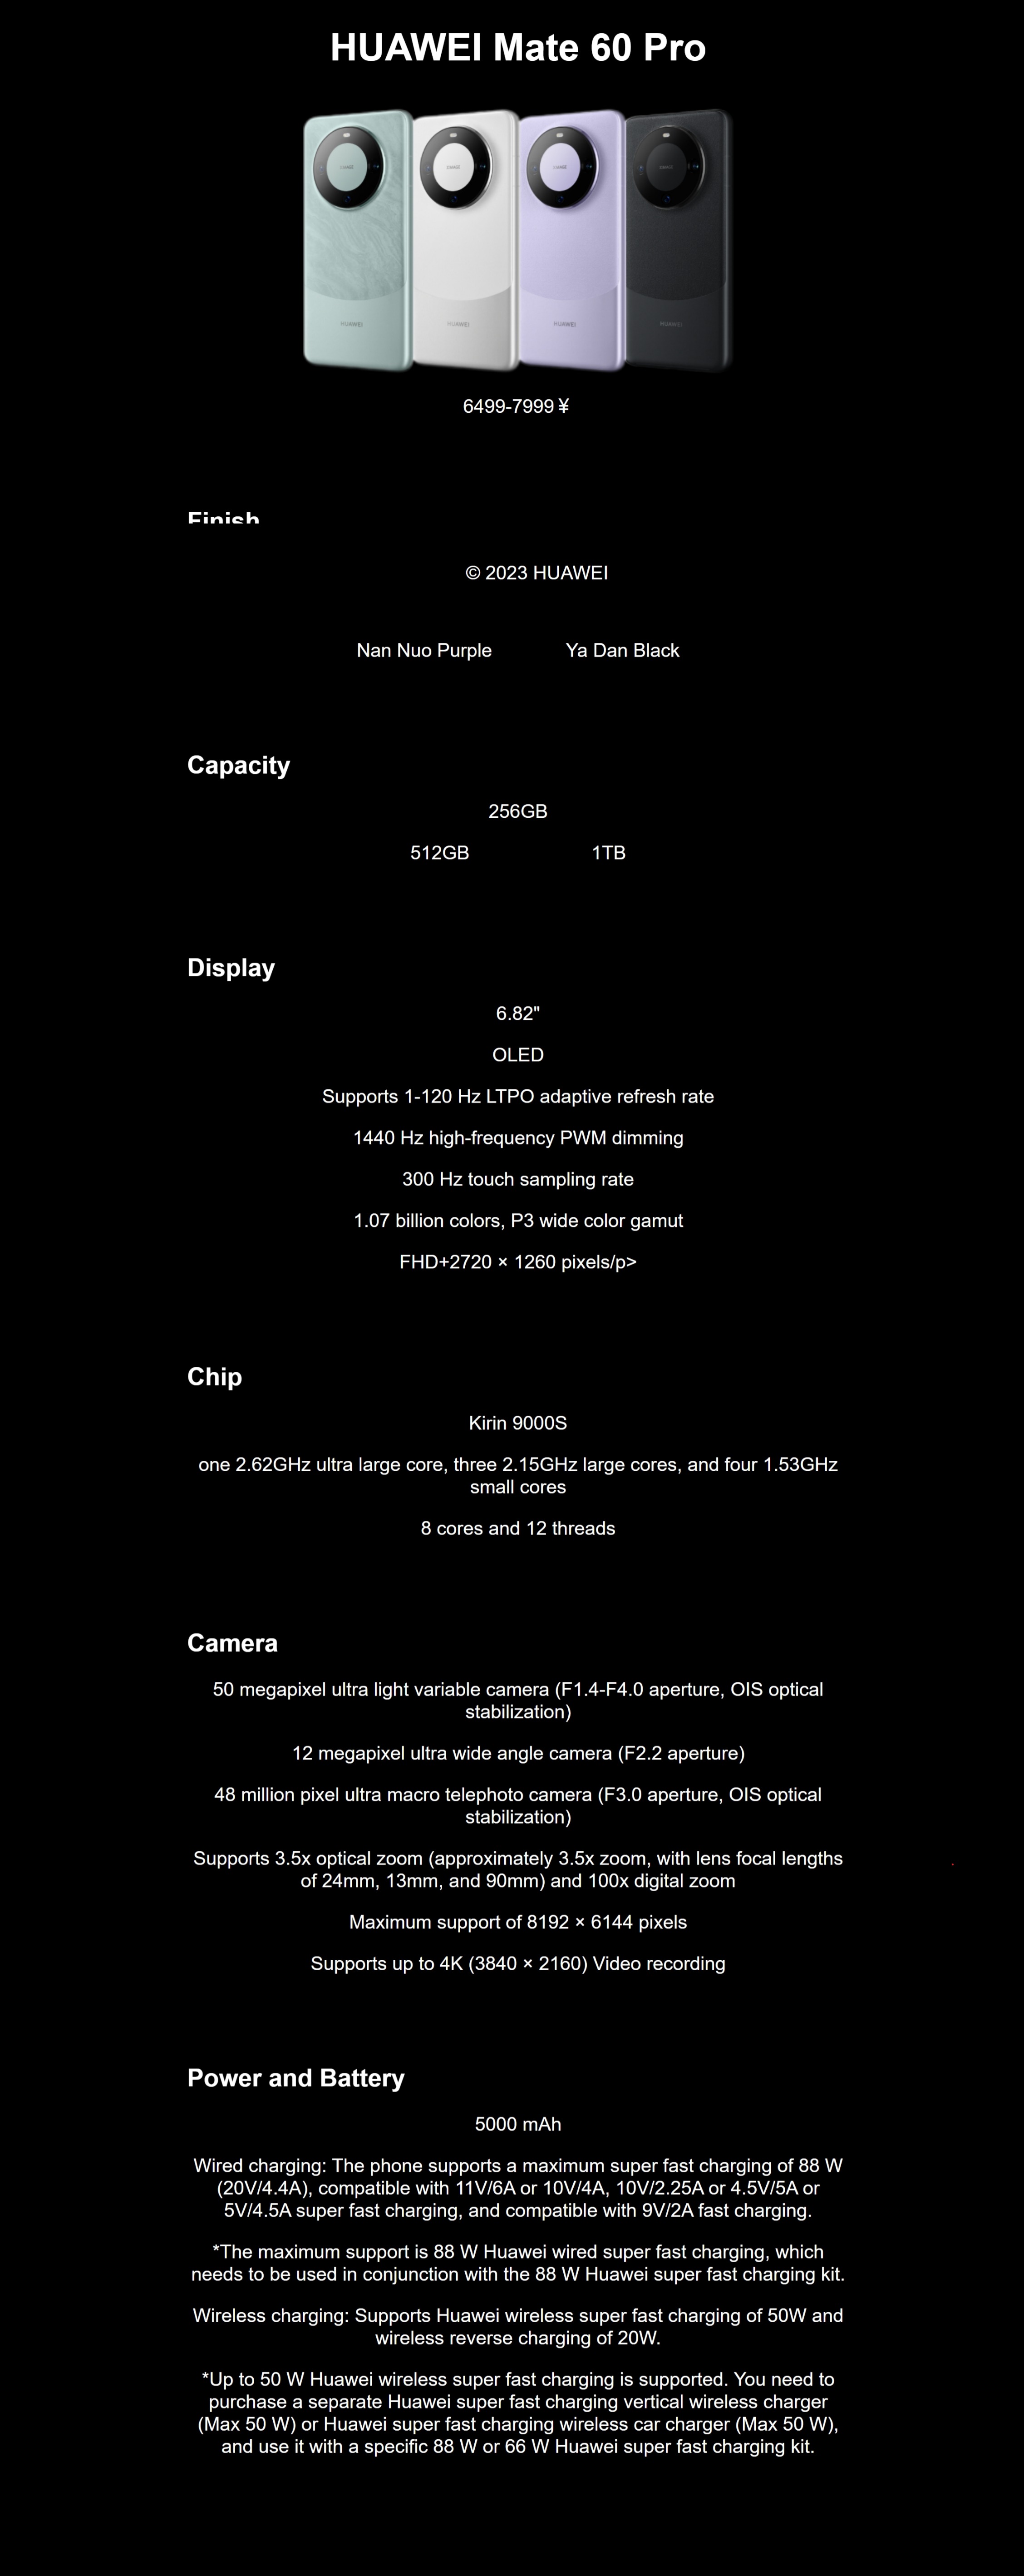 HUAWEI Mate 60 Pro
HUAWEI
HUAWEI
HUAWEI
HUAWEI
6499-7999￥
Finish
© 2023 HUAWEI
Nan Nuo Purple
Ya Dan Black
Capacity
256GB
512GB
1TB
Display
6.82"
OLED
Supports 1-120 Hz LTPO adaptive refresh rate
1440 Hz high-frequency PWM dimming
300 Hz touch sampling rate
1.07 billion colors, P3 wide color gamut
FHD+2720 × 1260 pixels/p>
Chip
Kirin 9000S
one 2.62GHz ultra large core, three 2.15GHz large cores, and four 1.53GHz
small cores
8 cores and 12 threads
Camera
50 megapixel ultra light variable camera (F1.4-F4.0 aperture, OIS optical
stabilization)
12 megapixel ultra wide angle camera (F2.2 aperture)
48 million pixel ultra macro telephoto camera (F3.0 aperture, OIS optical
stabilization)
Supports 3.5x optical zoom (approximately 3.5x zoom, with lens focal lengths
of 24mm, 13mm, and 90mm) and 100x digital zoom
Maximum support of 8192 × 6144 pixels
Supports up to 4K (3840 × 2160) Video recording
Power and Battery
5000 mAh
Wired charging: The phone supports a maximum super fast charging of 88 W
(20V/4.4A), compatible with 11V/6A or 10V/4A, 10V/2.25A or 4.5V/5A or
5V/4.5A super fast charging, and compatible with 9V/2A fast charging.
*The maximum support is 88 W Huawei wired super fast charging, which
needs to be used in conjunction with the 88 W Huawei super fast charging kit.
Wireless charging: Supports Huawei wireless super fast charging of 50W and
wireless reverse charging of 20W.
*Up to 50 W Huawei wireless super fast charging is supported. You need to
purchase a separate Huawei super fast charging vertical wireless charger
(Max 50 W) or Huawei super fast charging wireless car charger (Max 50 W),
and use it with a specific 88 W or 66 W Huawei super fast charging kit.